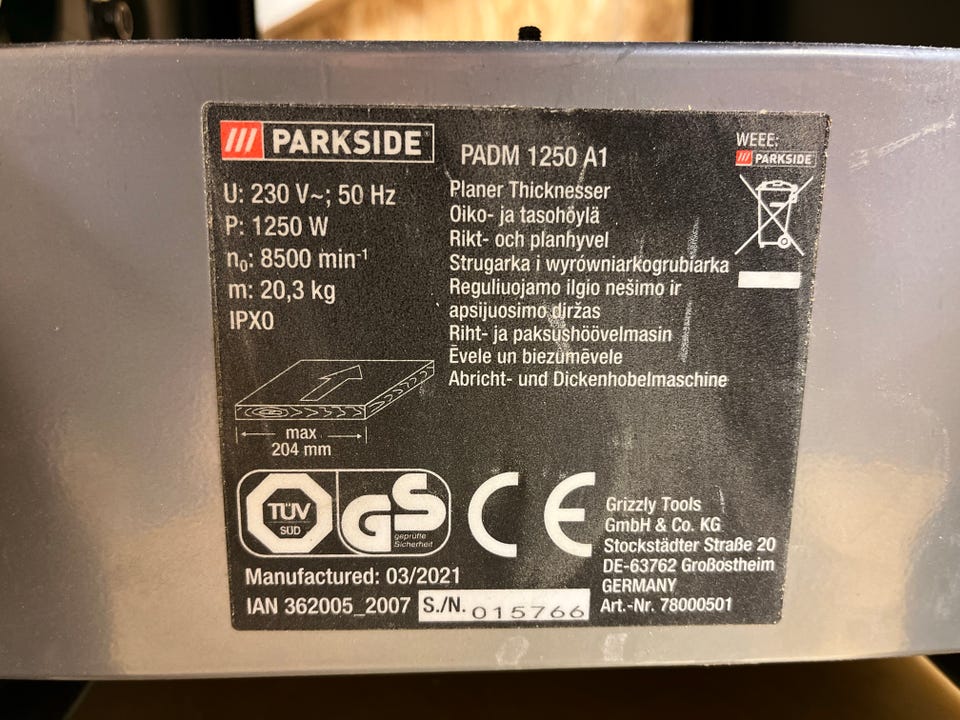 PARKSIDE
U: 230 V~; 50 Hz
P: 1250 W
n₀: 8500 min⁻¹
m: 20,3 kg
IPX0
max
204 mm
PADM 1250 A1
Planer Thicknesser
Oiko- ja tasohöylä
Rikt- och planhyvel
Strugarka i wyrówniarkogrubiarka
Reguliuojamo ilgio nešimo ir
apsijuosimo diržas
Riht- ja paksushöövelmasin
Ēvele un biezumēvele
Abricht- und Dickenhobelmaschine
WEEE:
PARKSIDE
TÜV
SÜD
GS
geprüfte
Sicherheit
CE
Manufactured: 03/2021
IAN 362005_2007
S./N. 015766
Grizzly Tools
GmbH & Co. KG
Stockstädter Straße 20
DE-63762 Großostheim
GERMANY
Art.-Nr. 78000501